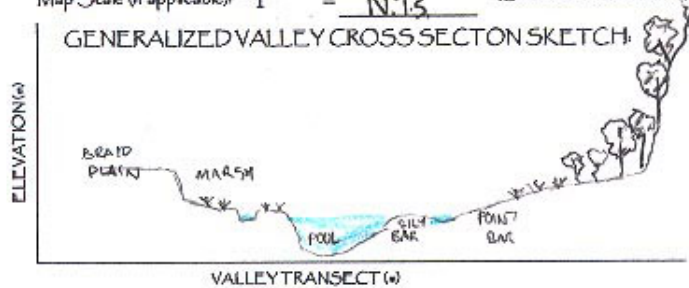 Map Scale (if applicable): 1 = N.T.S.
GENERALIZED VALLEY CROSS SECTON SKETCH:
ELEVATION (m)
BRAID
PLAIN
MARSH
POOL
SILY
BAR
POINT
BAR
VALLEY TRANSECT (m)